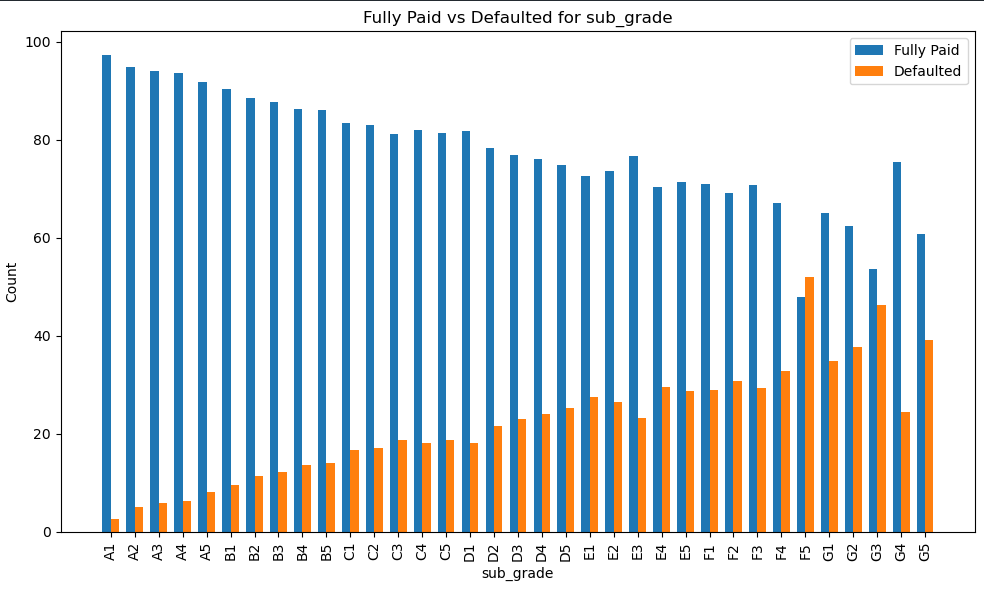 Fully Paid vs Defaulted for sub_grade
Fully Paid
Defaulted
100
80
60
40
20
0
Count
A1 A2 A3 A4 A5 B1 B2 B3 B4 B5 C1 C2 C3 C4 C5 D1 D2 D3 D4 D5 E1 E2 E3 E4 E5 F1 F2 F3 F4 F5 G1 G2 G3 G4 G5
sub_grade